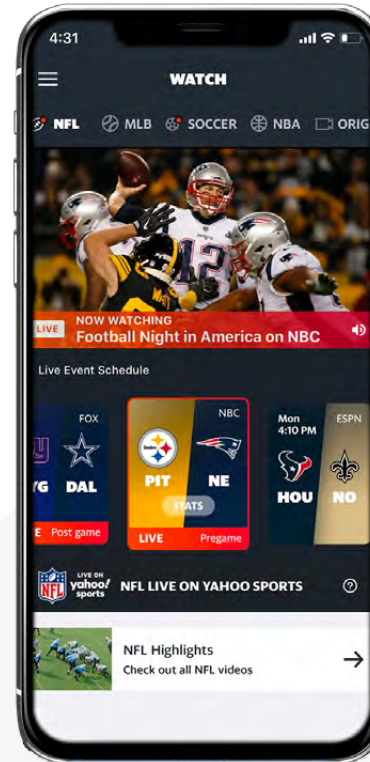 4:31
WATCH
NFL MLB SOCCER NBA ORIG
12
LIVE
NOW WATCHING
Football Night in America on NBC
Live Event Schedule
FOX
YG DAL
E Post game
NBC
Steelers
PIT NE
STATS
LIVE Pregame
Mon
4:10 PM
ESPN
HOU NO
NFL
LIVE ON
yahoo!
sports
NFL LIVE ON YAHOO SPORTS
?
NFL Highlights
Check out all NFL videos